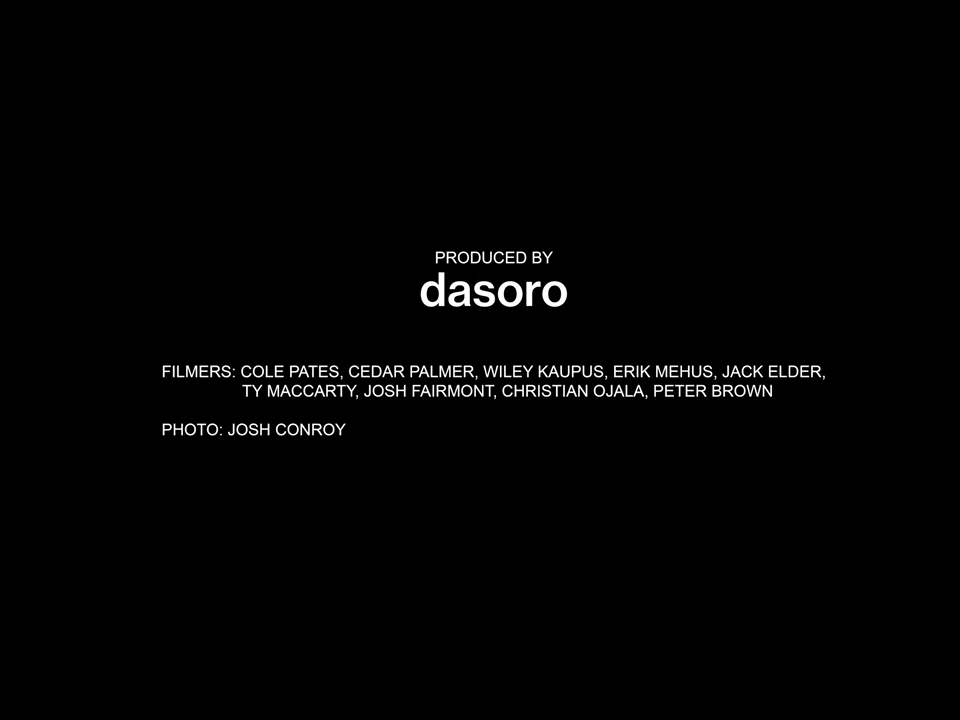 PRODUCED BY
dasoro
FILMERS: COLE PATES, CEDAR PALMER, WILEY KAUPUS, ERIK MEHUS, JACK ELDER,
TY MACCARTY, JOSH FAIRMONT, CHRISTIAN OJALA, PETER BROWN
PHOTO: JOSH CONROY